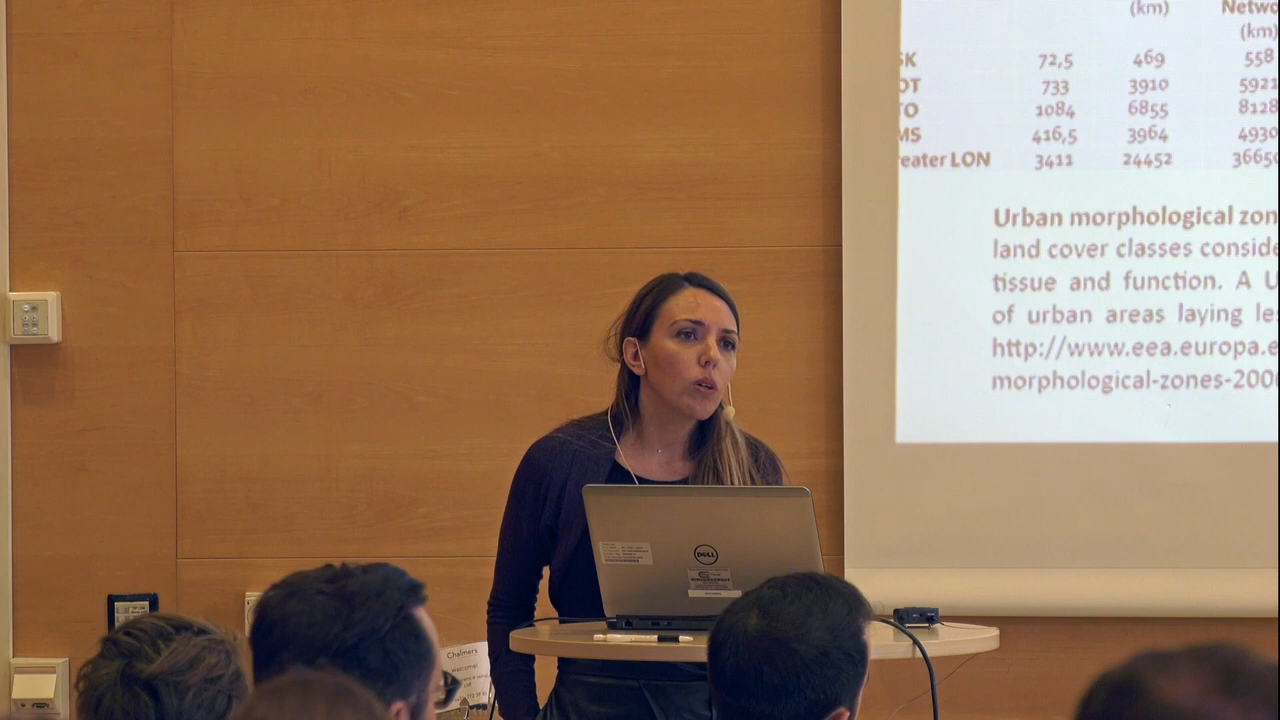 (km) Netwo
(km)
SK 72,5 469 558
OT 733 3910 5921
TO 1084 6855 8128
MS 416,5 3964 4930
reater LON 3411 24452 36650
Urban morphological zon
land cover classes conside
tissue and function. A U
of urban areas laying les
http://www.eea.europa.e
morphological-zones-200
DELL
Chalmers
welcome!